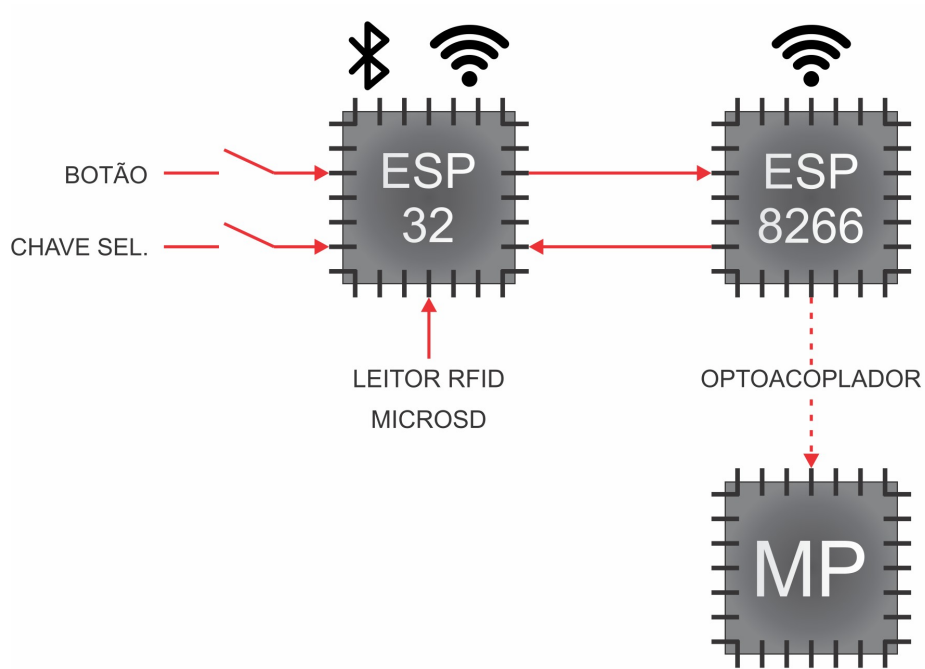 BOTÃO
CHAVE SEL.
ESP
32
ESP
8266
LEITOR RFID
MICROSD
OPTOACOPLADOR
MP